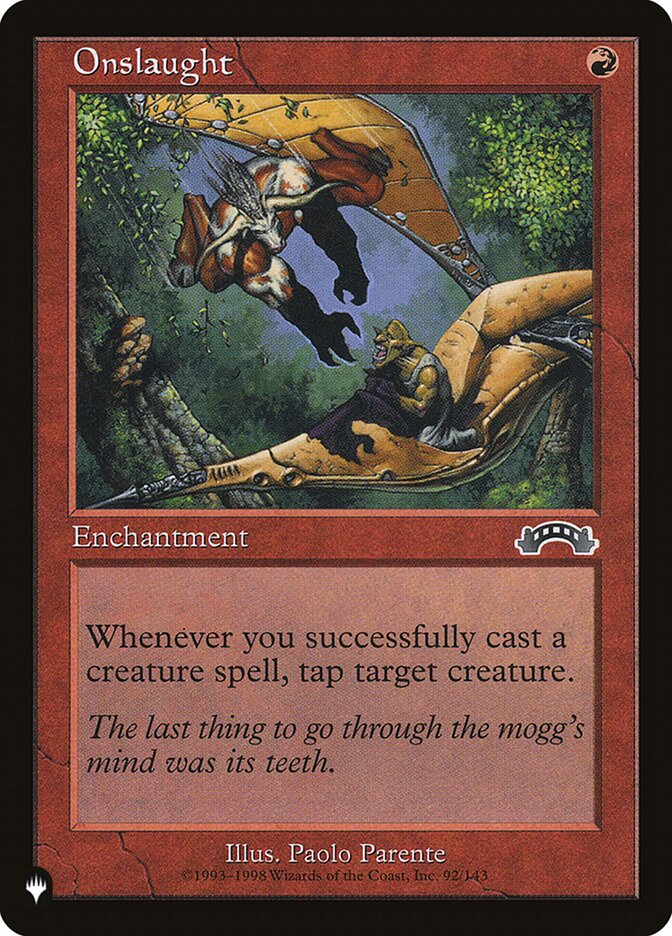 Onslaught
Enchantment
Whenever you successfully cast a
creature spell, tap target creature.
The last thing to go through the mogg's
mind was its teeth.
Illus. Paolo Parente
©1993–1998 Wizards of the Coast, Inc. 92/143